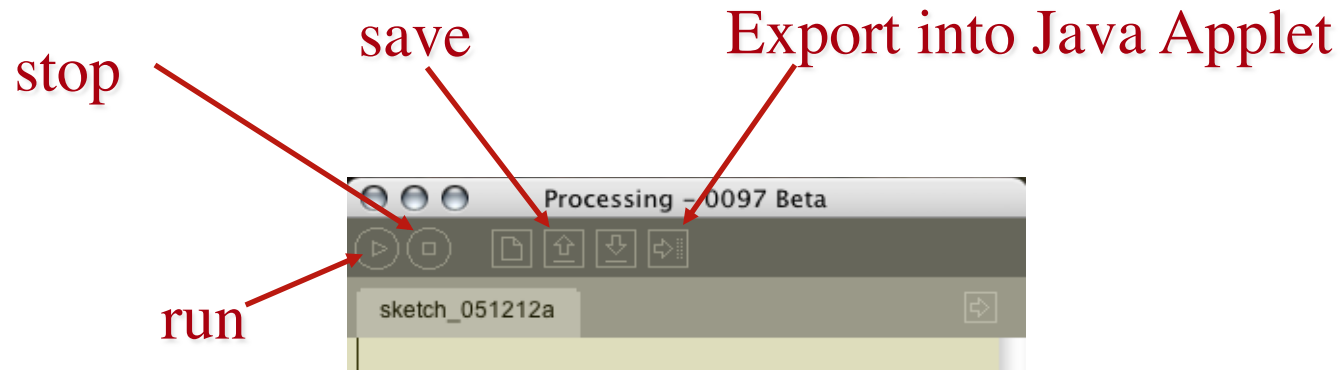 Export into Java Applet
save
stop
Processing – 0097 Beta
sketch_051212a
run